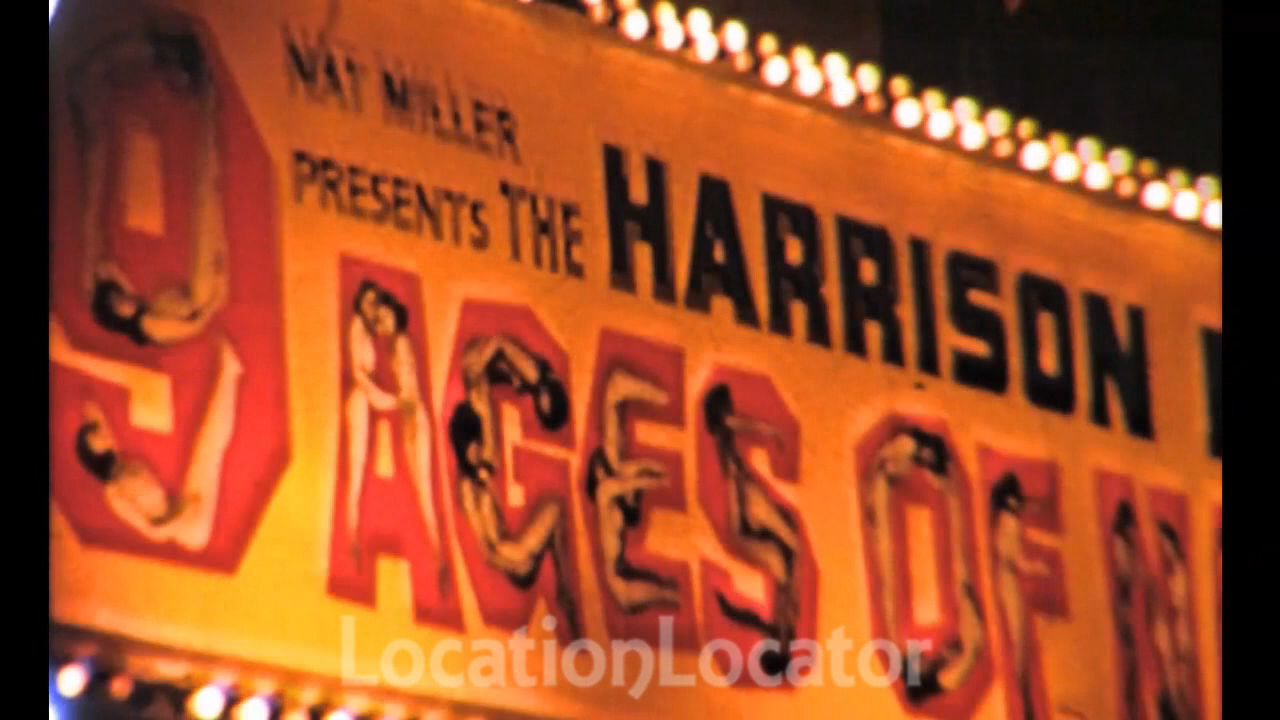 NAT MILLER
PRESENTS THE HARRISON
9 AGES OF
LocationLocator